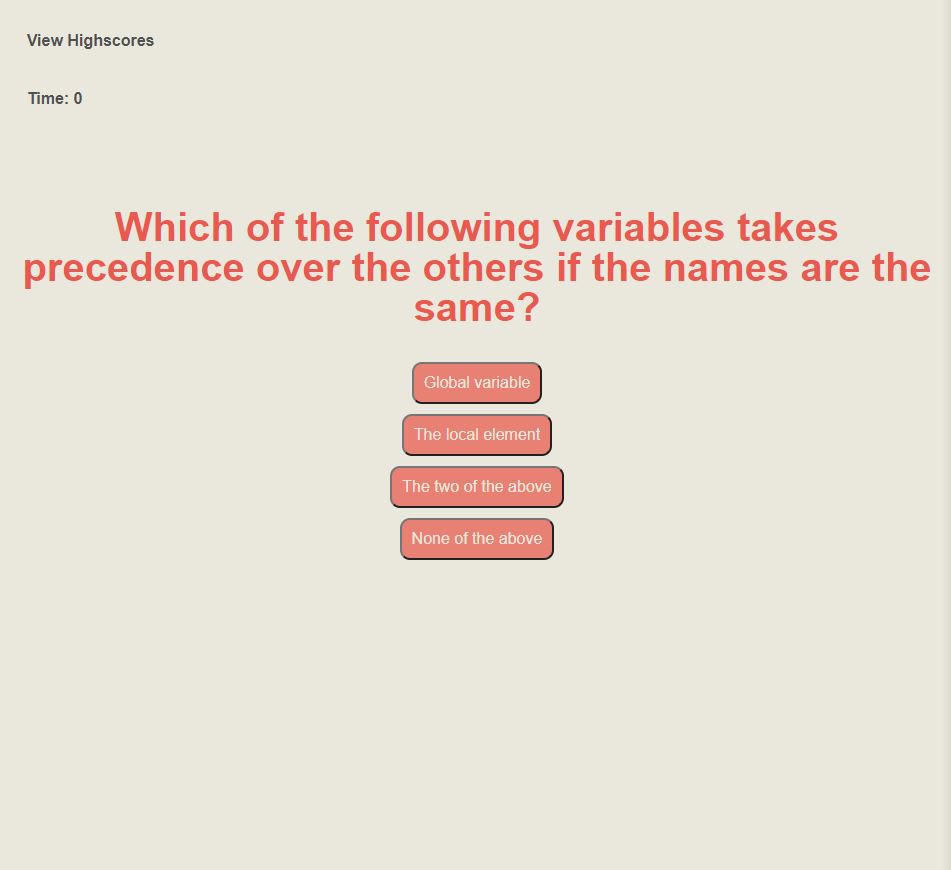 View Highscores
Time: 0
Which of the following variables takes
precedence over the others if the names are the
same?
Global variable
The local element
The two of the above
None of the above